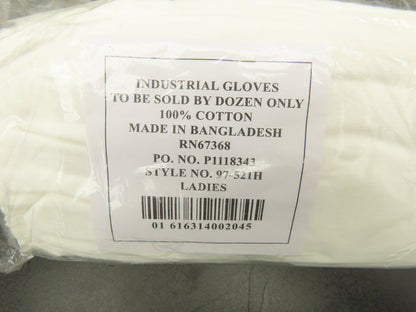 INDUSTRIAL GLOVES
TO BE SOLD BY DOZEN ONLY
100% COTTON
MADE IN BANGLADESH
RN67368
PO. NO. P1118343
STYLE NO. 97-521H
LADIES
01 616314002045